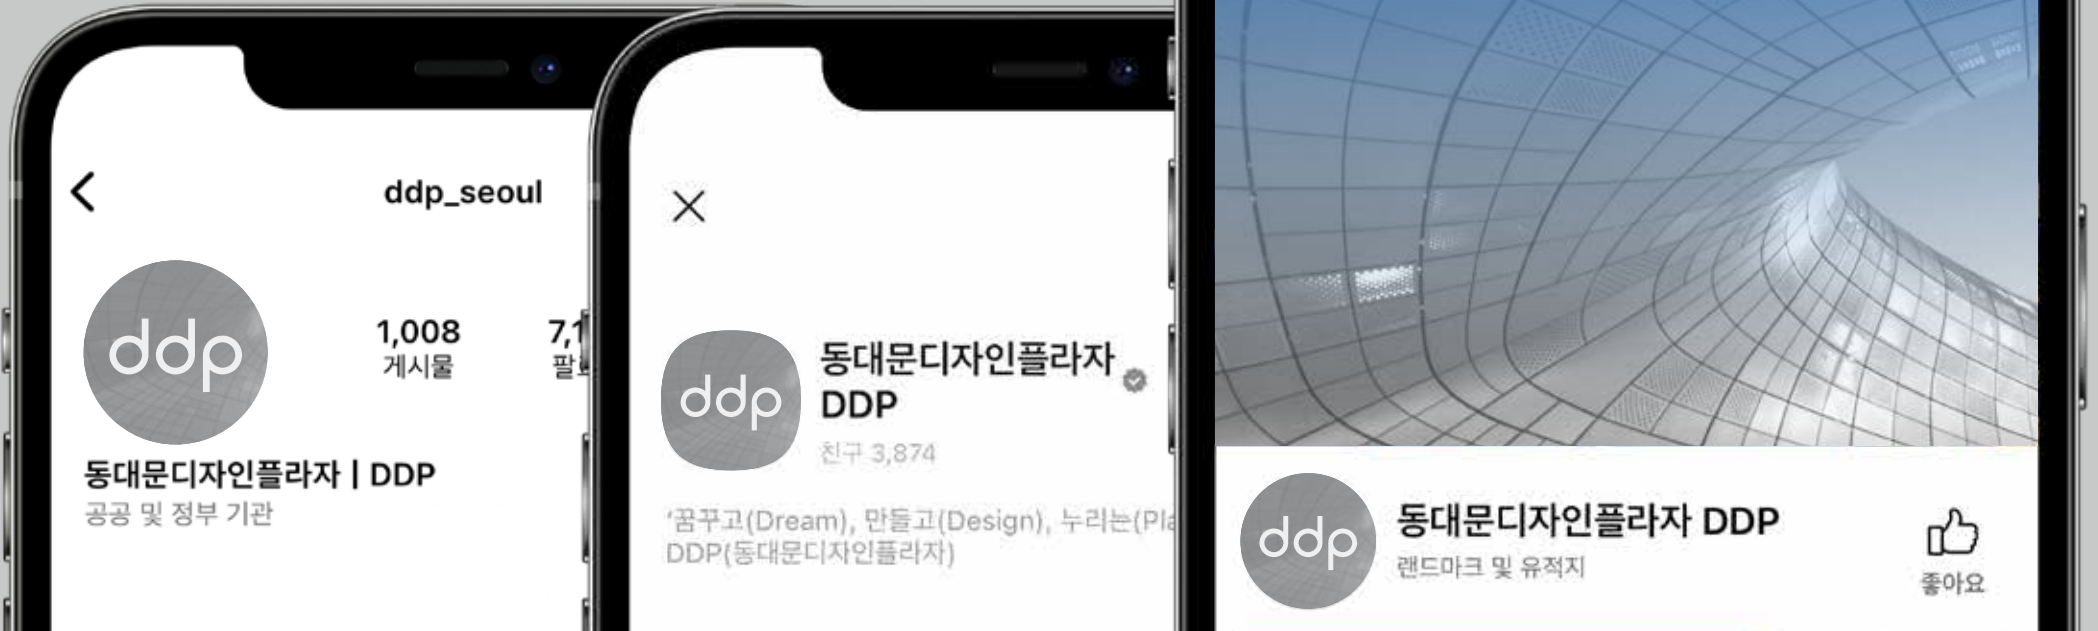 ddp_seoul
ddp
1,008
게시물
동대문디자인플라자 | DDP
공공 및 정부 기관
ddp
동대문디자인플라자
DDP
친구 3,874
‘꿈꾸고(Dream), 만들고(Design), 누리는
DDP(동대문디자인플라자)
ddp
동대문디자인플라자 DDP
랜드마크 및 유적지
좋아요